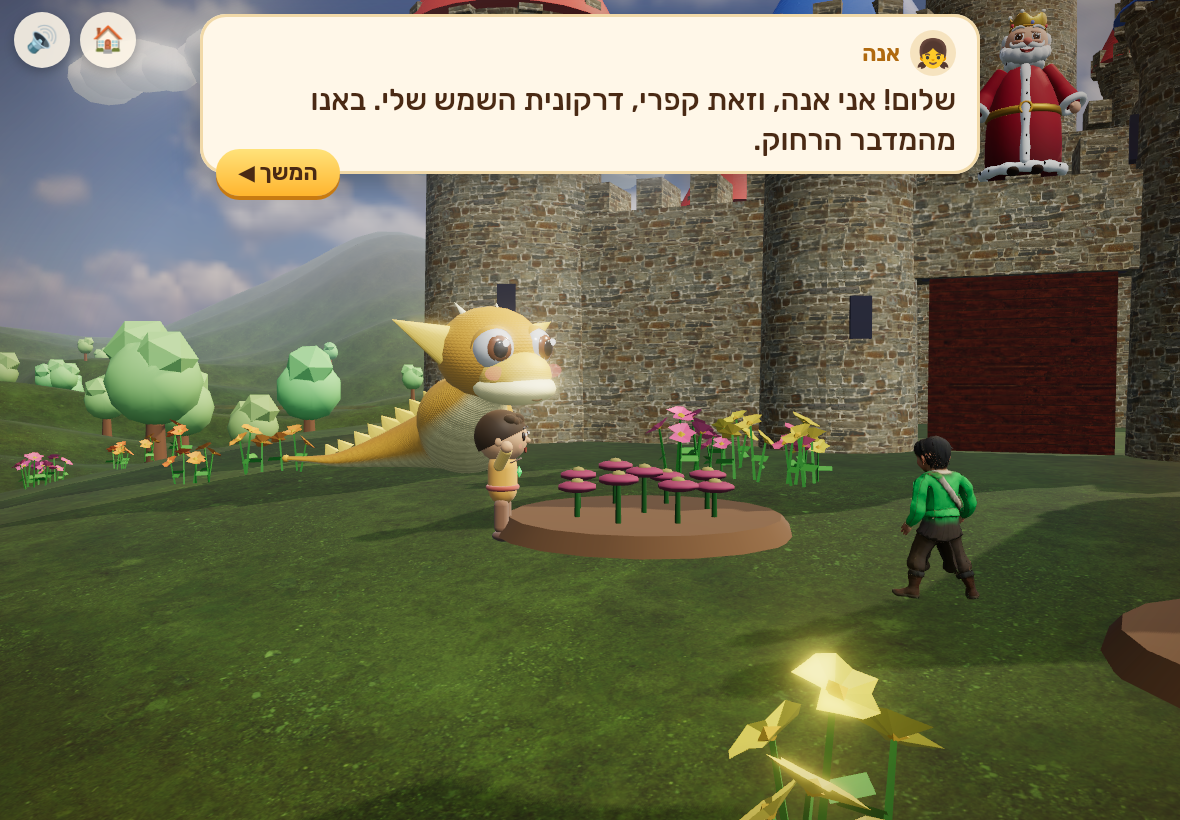 אנה
שלום! אני אנה, וזאת קפרי, דרקונית השמש שלי. באנו
מהמדבר הרחוק.
המשך ◀